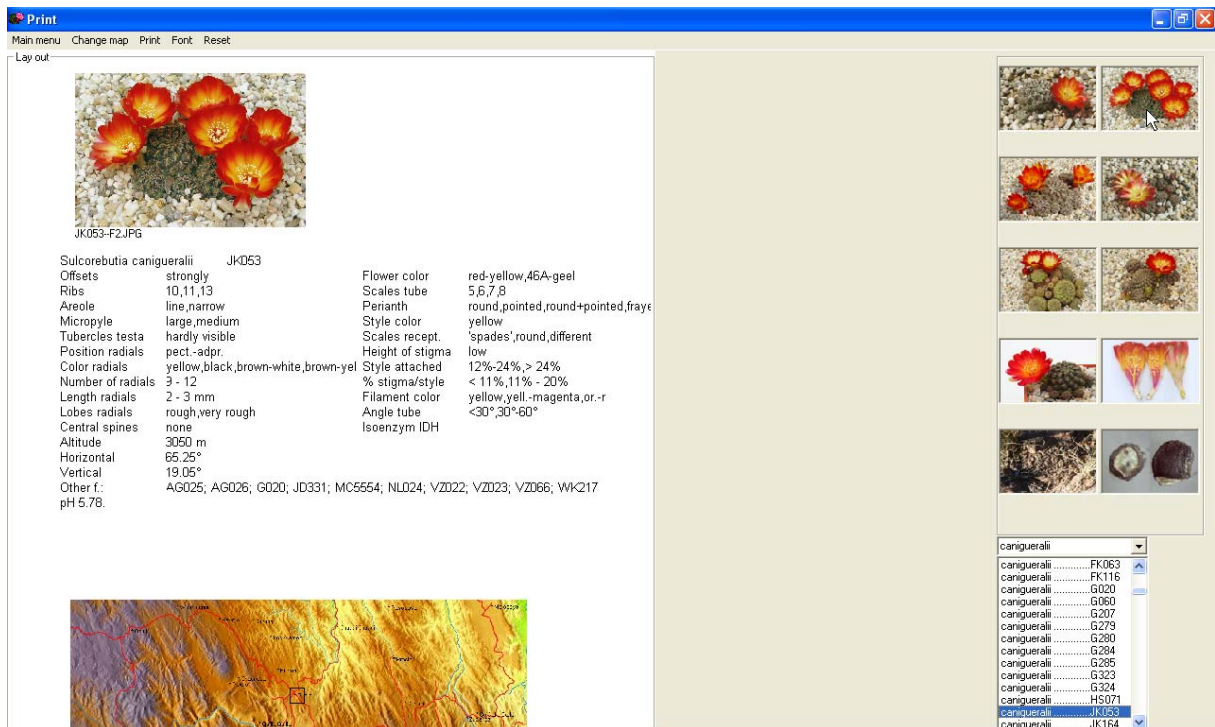 Print
Main menu Change map Print Font Reset
Lay out
JK053--F2.JPG
Sulcorebutia canigueralii JK053
Offsets strongly Flower color red-yellow,46A-geel
Ribs 10,11,13 Scales tube 5,6,7,8
Areole line,narrow Perianth round,pointed,round+pointed,fraye
Micropyle large,medium Style color yellow
Tubercles testa hardly visible Scales recept. 'spades',round,different
Position radials pect.-adpr. Height of stigma low
Color radials yellow,black,brown-white,brown-yel Style attached 12%-24%,> 24%
Number of radials 9 - 12 % stigma/style < 11%,11% - 20%
Length radials 2 - 3 mm Filament color yellow,yell.-magenta,or.-r
Lobes radials rough,very rough Angle tube <30°,30°-60°
Central spines none Isoenzym IDH
Altitude 3050 m
Horizontal 65.25°
Vertical 19.05°
Other f.: AG025; AG026; G020; JD331; MC5554; NL024; VZ022; VZ023; VZ066; WK217
pH 5.78.
canigueralii
canigueralii .............FK063
canigueralii .............FK116
canigueralii .............G020
canigueralii .............G060
canigueralii .............G207
canigueralii .............G279
canigueralii .............G280
canigueralii .............G284
canigueralii .............G285
canigueralii .............G323
canigueralii .............G324
canigueralii .............HS071
canigueralii .............JK053
canigueralii .............JK164